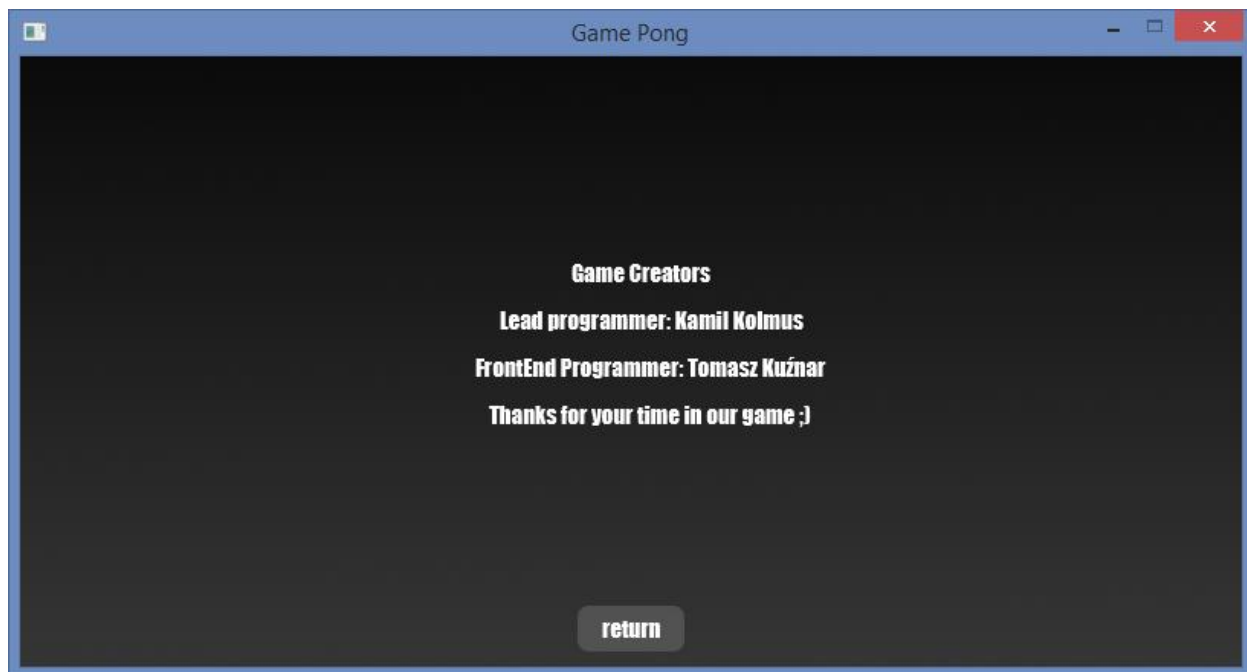 Game Pong
Game Creators
Lead programmer: Kamil Kolmus
FrontEnd Programmer: Tomasz Kuźnar
Thanks for your time in our game ;)
return